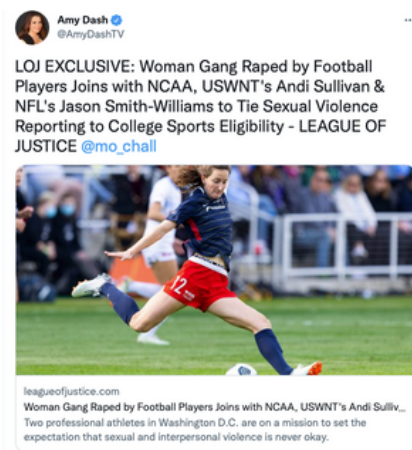 Amy Dash
@AmyDashTV
LOJ EXCLUSIVE: Woman Gang Raped by Football
Players Joins with NCAA, USWNT's Andi Sullivan &
NFL's Jason Smith-Williams to Tie Sexual Violence
Reporting to College Sports Eligibility - LEAGUE OF
JUSTICE @mo_chall
12
leagueofjustice.com
Woman Gang Raped by Football Players Joins with NCAA, USWNT's Andi Sulliv...
Two professional athletes in Washington D.C. are on a mission to set the
expectation that sexual and interpersonal violence is never okay.